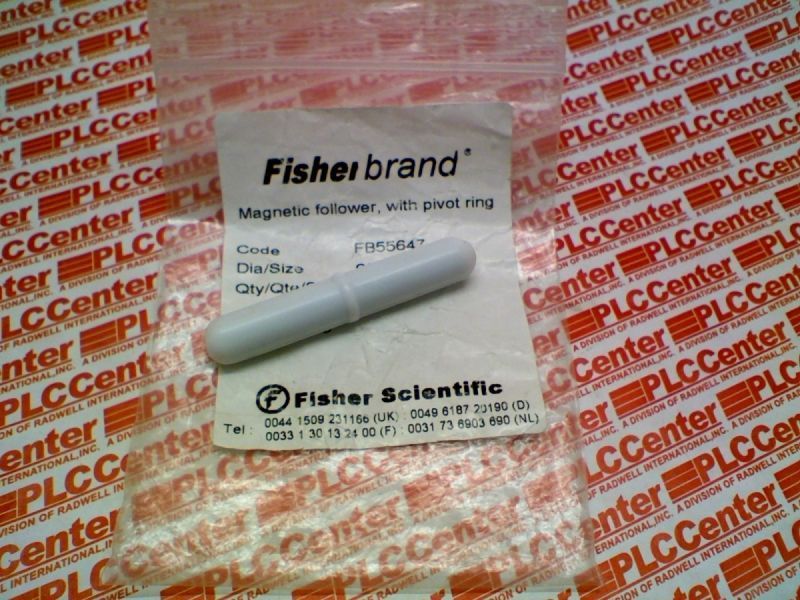 Fisherbrand®
Magnetic follower, with pivot ring
Code FB55647
Dia/Size
Qty/Qte/
Fisher Scientific
Tel : 0044 1509 231166 (UK) : 0049 6187 20190 (D)
0033 1 30 13 24 00 (F) : 0031 73 6903 690 (NL)
PLCCenter
A DIVISION OF RADWELL INTERNATIONAL, INC.